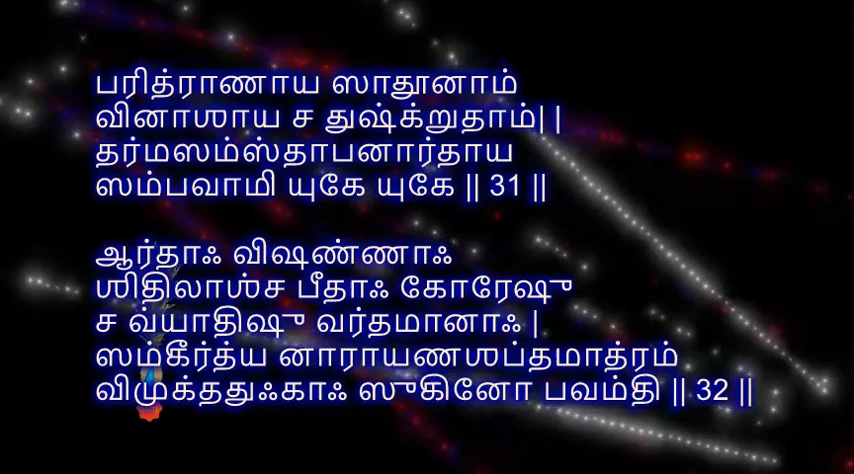 பரித்ராணாய ஸாதூனாம்
வினாஶாய ச துஷ்க்றுதாம்||
தர்மஸம்ஸ்தாபனார்தாய
ஸம்பவாமி யுகே யுகே || 31 ||
ஆர்தாஃ விஷண்ணாஃ
ஶிதிலாஶ்ச பீதாஃ கோரேஷு
ச வ்யாதிஷு வர்தமானாஃ |
ஸம்கீர்த்ய னாராயணஶப்தமாத்ரம்
விமுக்ததுஃகாஃ ஸுகினோ பவம்தி || 32 ||